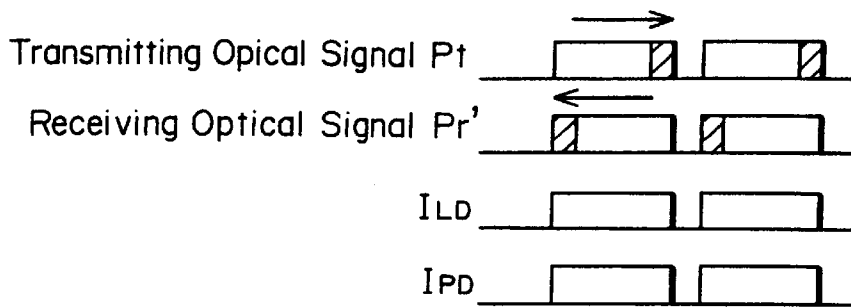 Transmitting Opical Signal Pt
Receiving Optical Signal Pr'
ILD
IPD